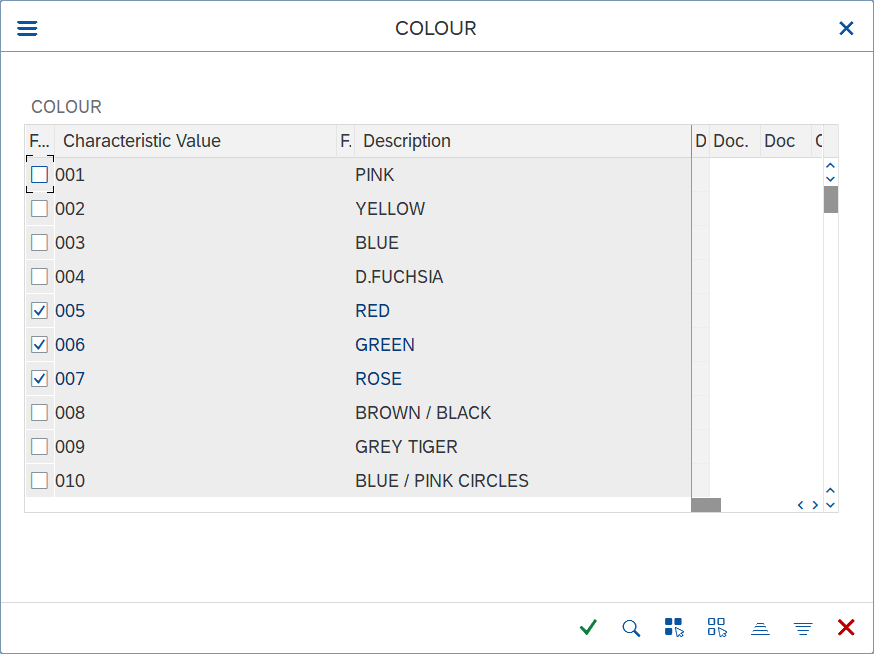 COLOUR
COLOUR
F... Characteristic Value F. Description D Doc. Doc C
001 PINK
002 YELLOW
003 BLUE
004 D.FUCHSIA
005 RED
006 GREEN
007 ROSE
008 BROWN / BLACK
009 GREY TIGER
010 BLUE / PINK CIRCLES